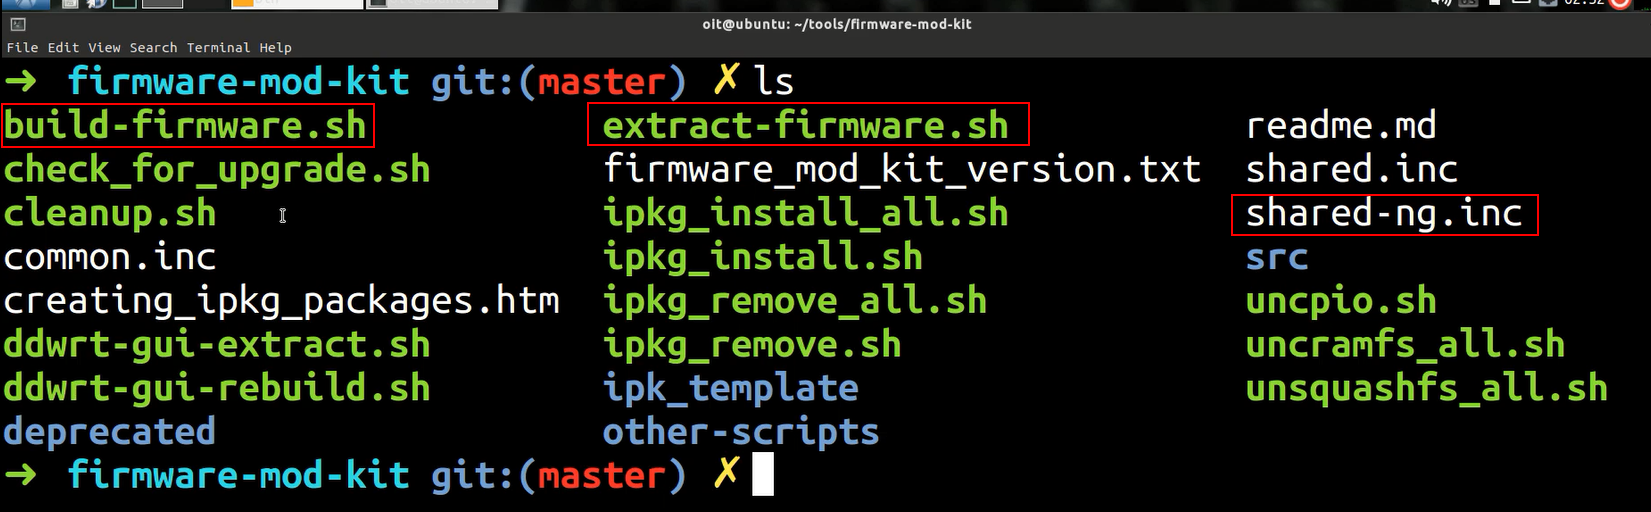 oit@ubuntu: ~/tools/firmware-mod-kit
File Edit View Search Terminal Help
➜ firmware-mod-kit git:(master) ✗ ls
build-firmware.sh extract-firmware.sh readme.md
check_for_upgrade.sh firmware_mod_kit_version.txt shared.inc
cleanup.sh ipkg_install_all.sh shared-ng.inc
common.inc ipkg_install.sh src
creating_ipkg_packages.htm ipkg_remove_all.sh uncpio.sh
ddwrt-gui-extract.sh ipkg_remove.sh uncramfs_all.sh
ddwrt-gui-rebuild.sh ipk_template unsquashfs_all.sh
deprecated other-scripts
➜ firmware-mod-kit git:(master) ✗